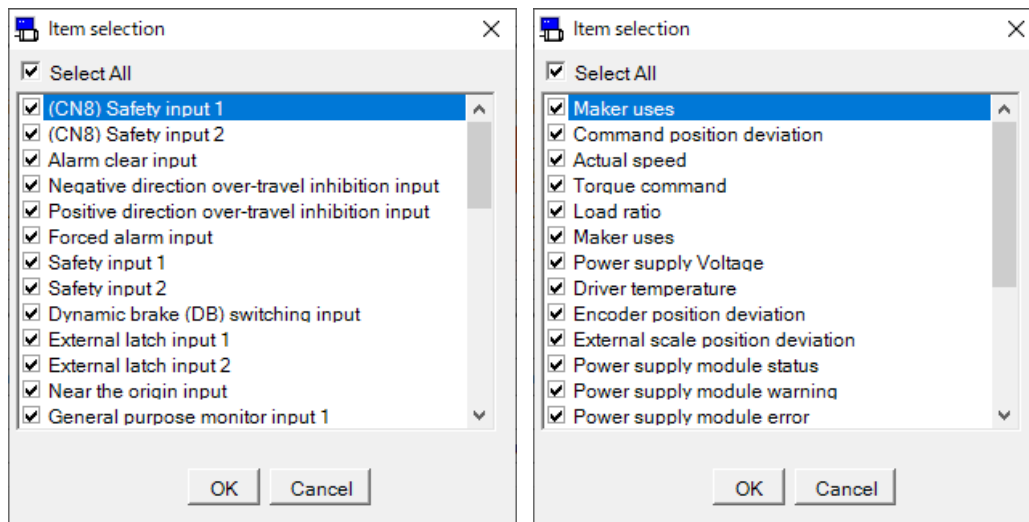 Item selection
Select All
(CN8) Safety input 1
(CN8) Safety input 2
Alarm clear input
Negative direction over-travel inhibition input
Positive direction over-travel inhibition input
Forced alarm input
Safety input 1
Safety input 2
Dynamic brake (DB) switching input
External latch input 1
External latch input 2
Near the origin input
General purpose monitor input 1
OK
Cancel
Item selection
Select All
Maker uses
Command position deviation
Actual speed
Torque command
Load ratio
Maker uses
Power supply Voltage
Driver temperature
Encoder position deviation
External scale position deviation
Power supply module status
Power supply module warning
Power supply module error
OK
Cancel